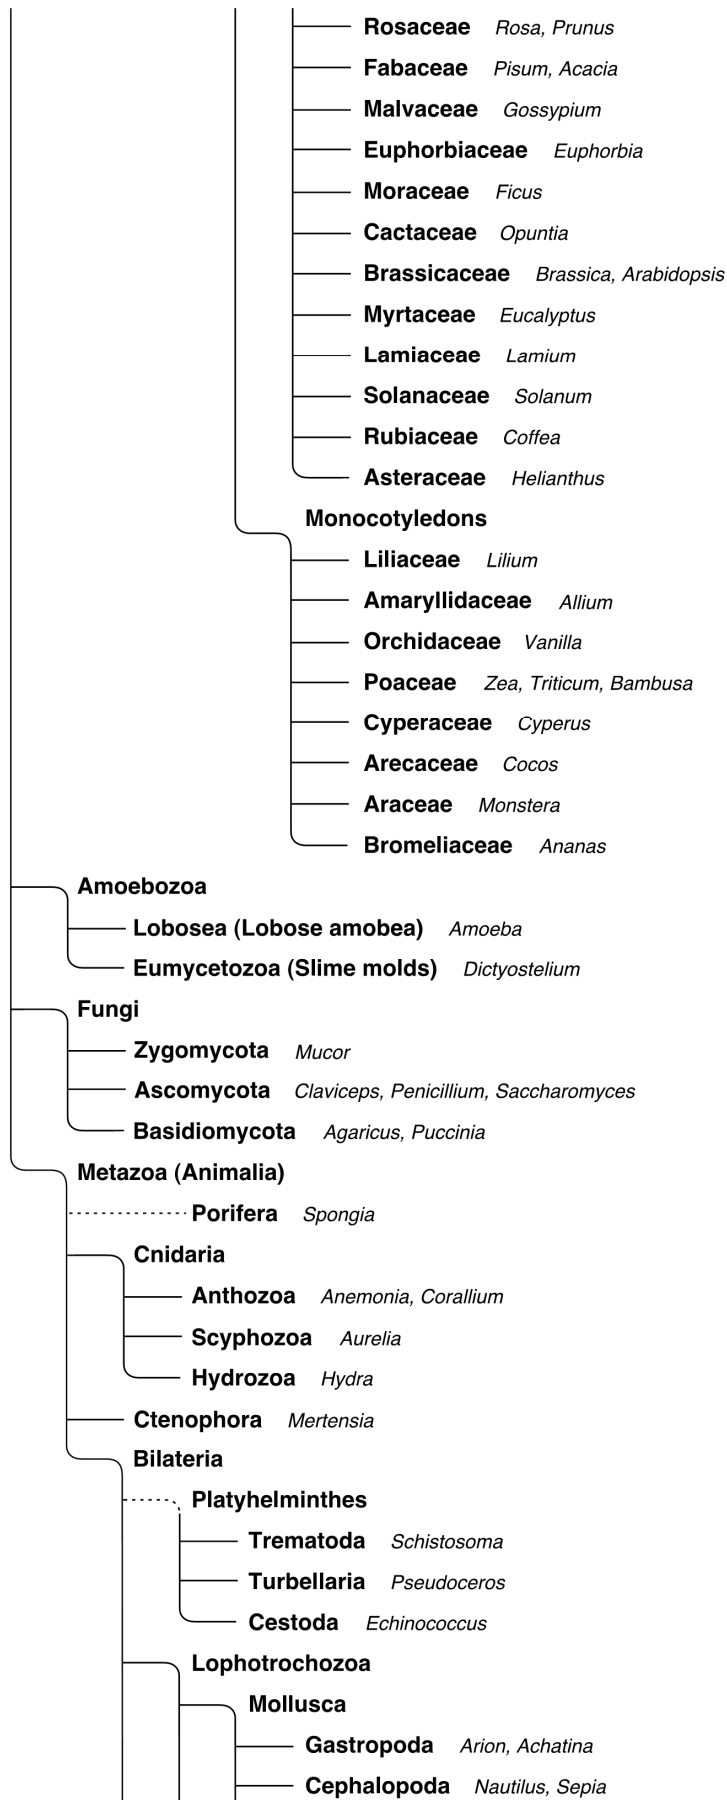 Rosaceae Rosa, Prunus
Fabaceae Pisum, Acacia
Malvaceae Gossypium
Euphorbiaceae Euphorbia
Moraceae Ficus
Cactaceae Opuntia
Brassicaceae Brassica, Arabidopsis
Myrtaceae Eucalyptus
Lamiaceae Lamium
Solanaceae Solanum
Rubiaceae Coffea
Asteraceae Helianthus
Monocotyledons
Liliaceae Lilium
Amaryllidaceae Allium
Orchidaceae Vanilla
Poaceae Zea, Triticum, Bambusa
Cyperaceae Cyperus
Arecaceae Cocos
Araceae Monstera
Bromeliaceae Ananas
Amoebozoa
Lobosea (Lobose amobea) Amoeba
Eumycetozoa (Slime molds) Dictyostelium
Fungi
Zygomycota Mucor
Ascomycota Claviceps, Penicillium, Saccharomyces
Basidiomycota Agaricus, Puccinia
Metazoa (Animalia)
Porifera Spongia
Cnidaria
Anthozoa Anemonia, Corallium
Scyphozoa Aurelia
Hydrozoa Hydra
Ctenophora Mertensia
Bilateria
Platyhelminthes
Trematoda Schistosoma
Turbellaria Pseudoceros
Cestoda Echinococcus
Lophotrochozoa
Mollusca
Gastropoda Arion, Achatina
Cephalopoda Nautilus, Sepia